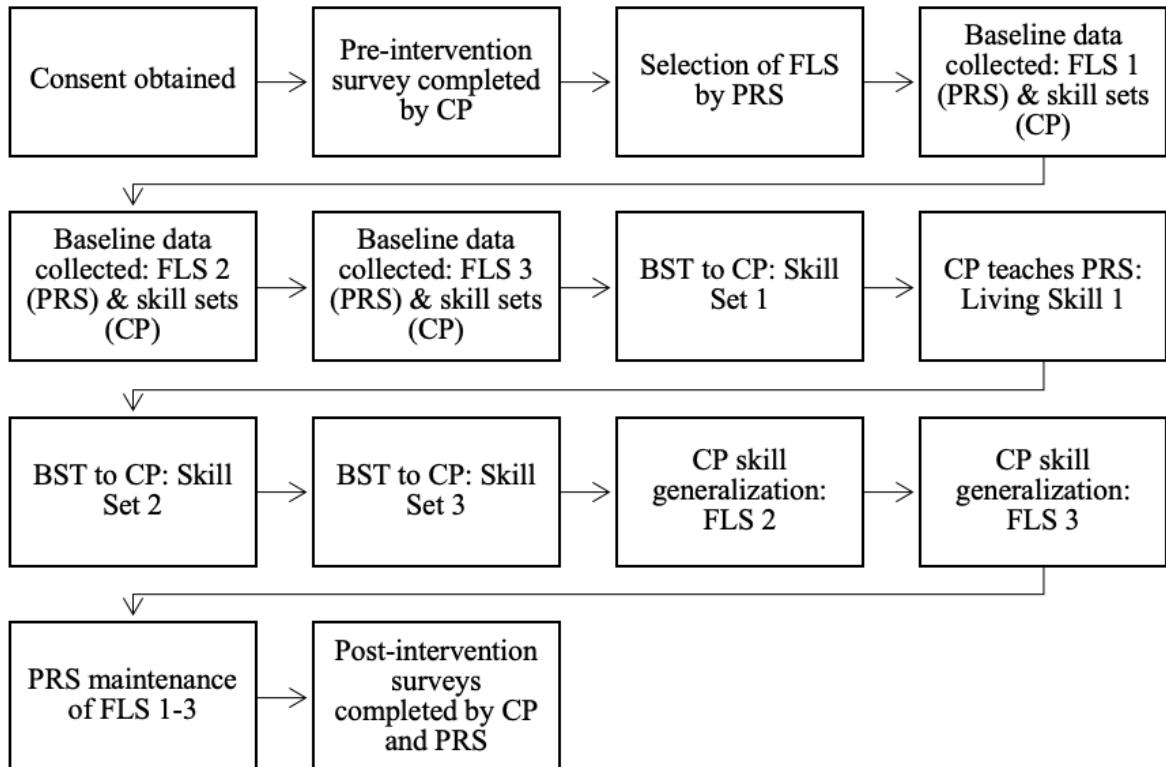 Consent obtained
Pre-intervention
survey completed
by CP
Selection of FLS
by PRS
Baseline data
collected: FLS 1
(PRS) & skill sets
(CP)
Baseline data
collected: FLS 2
(PRS) & skill sets
(CP)
Baseline data
collected: FLS 3
(PRS) & skill sets
(CP)
BST to CP: Skill
Set 1
CP teaches PRS:
Living Skill 1
BST to CP: Skill
Set 2
BST to CP: Skill
Set 3
CP skill
generalization:
FLS 2
CP skill
generalization:
FLS 3
PRS maintenance
of FLS 1-3
Post-intervention
surveys
completed by CP
and PRS